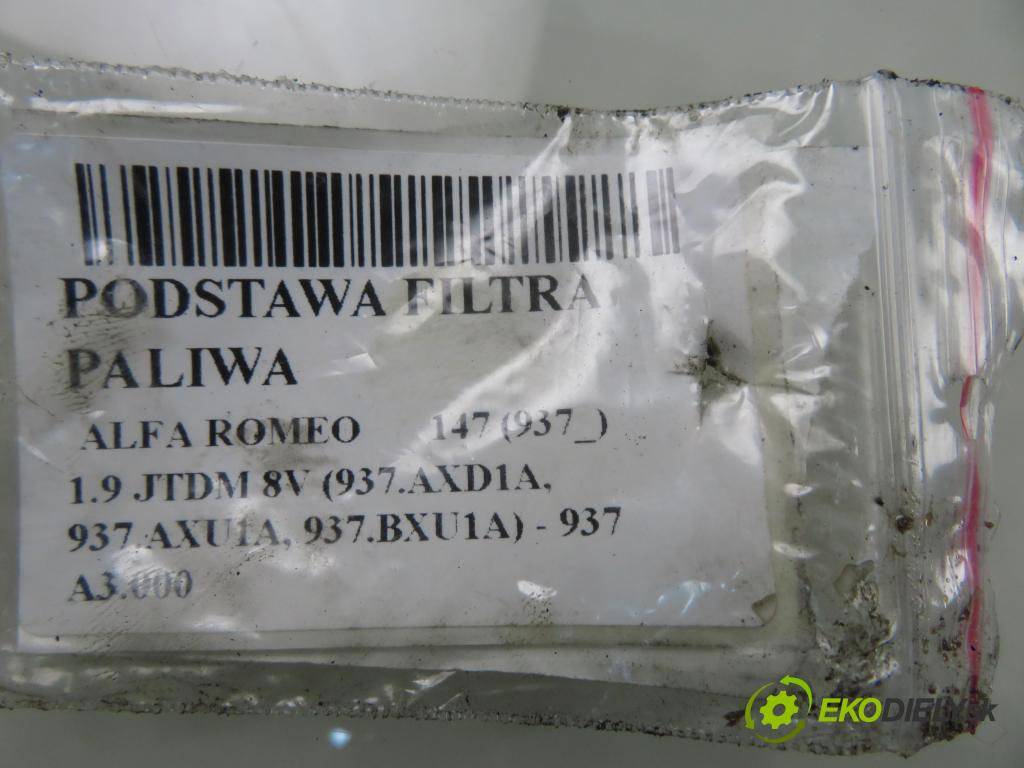 PODSTAWA FILTRA
PALIWA
ALFA ROMEO 147 (937_)
1.9 JTDM 8V (937.AXD1A,
937.AXU1A, 937.BXU1A) - 937
A3.000
EKODIELY.sk